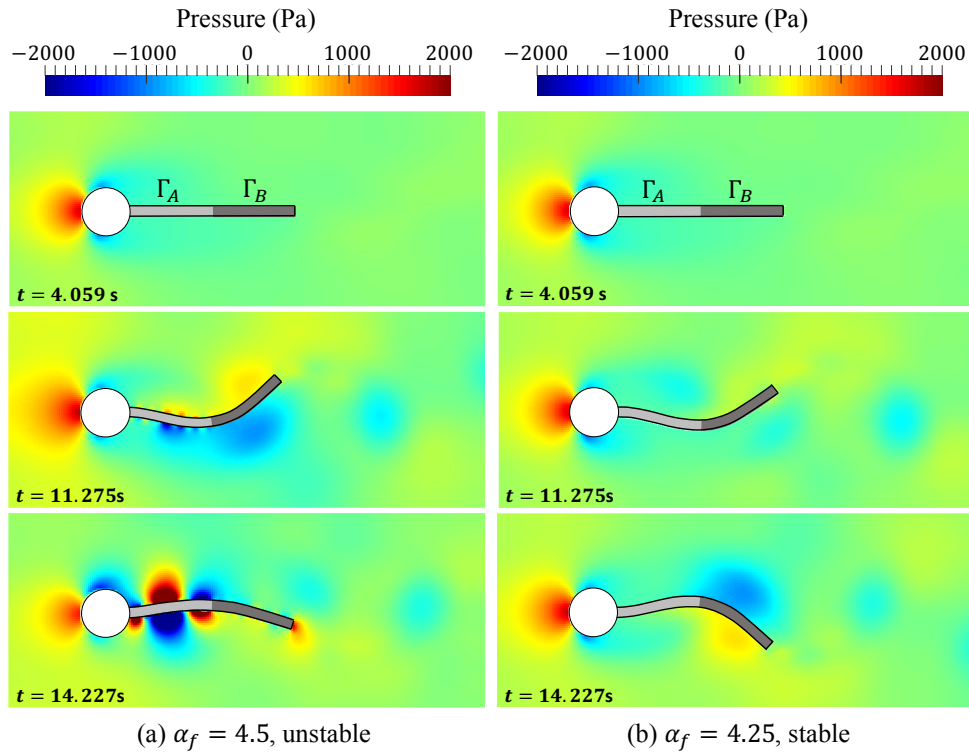 Pressure (Pa) Pressure (Pa)
−2000 −1000 0 1000 2000 −2000 −1000 0 1000 2000
Γ_A Γ_B Γ_A Γ_B
t = 4.059 s t = 4.059 s
t = 11.275s t = 11.275s
t = 14.227s t = 14.227s
(a) α_f = 4.5, unstable (b) α_f = 4.25, stable